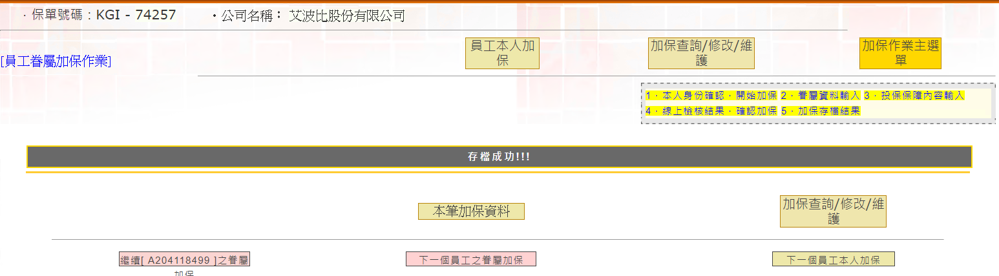 ．保單號碼：KGI - 74257 ．公司名稱： 艾波比股份有限公司
員工本人加保 加保查詢/修改/維護 加保作業主選單
[員工眷屬加保作業]
1．本人身份確認．開始加保 2．眷屬資料輸入 3．投保保障內容輸入
4．線上檢核結果．確認加保 5．加保存檔結果
存檔成功!!!
本筆加保資料
加保查詢/修改/維
護
繼續[ A204118499 ]之眷屬
加保
下一個員工之眷屬加保
下一個員工本人加保